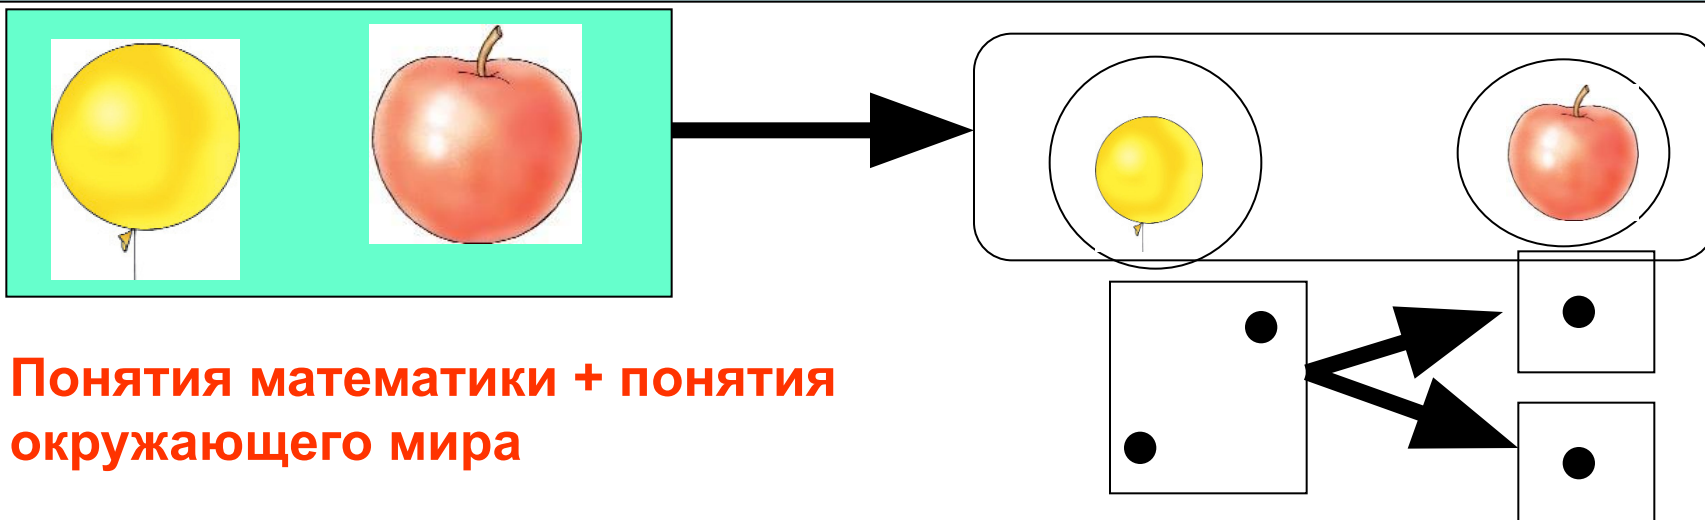 Понятия математики + понятия
окружающего мира